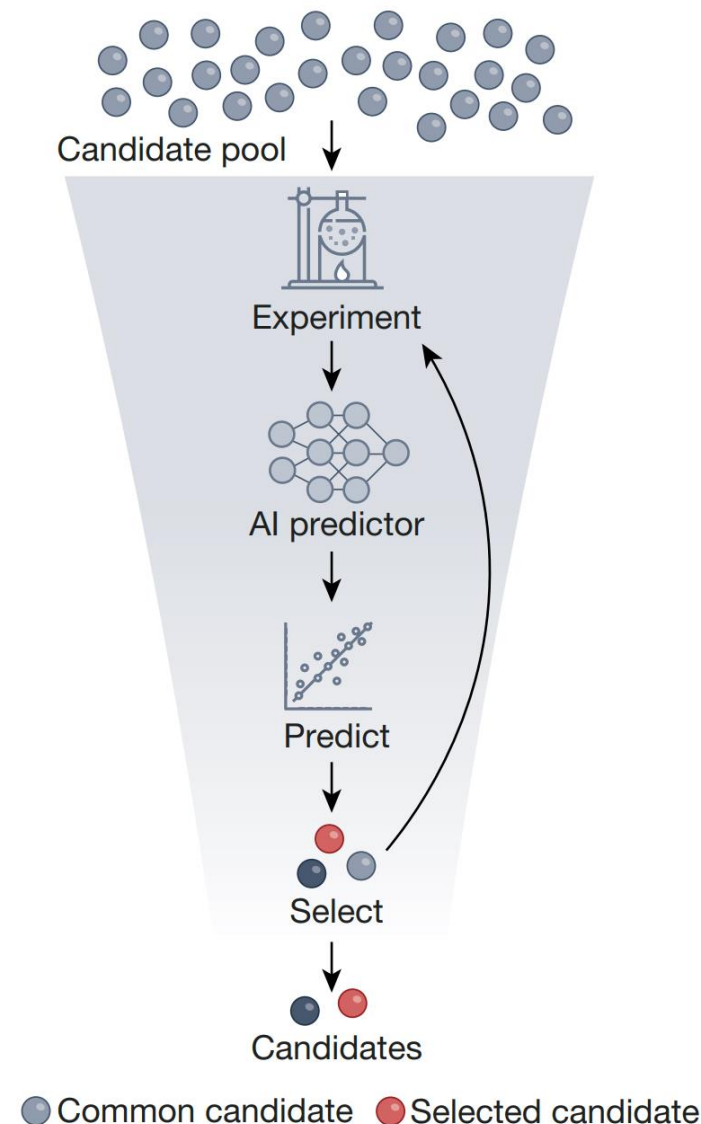 Candidate pool
Experiment
AI predictor
Predict
Select
Candidates
Common candidate Selected candidate